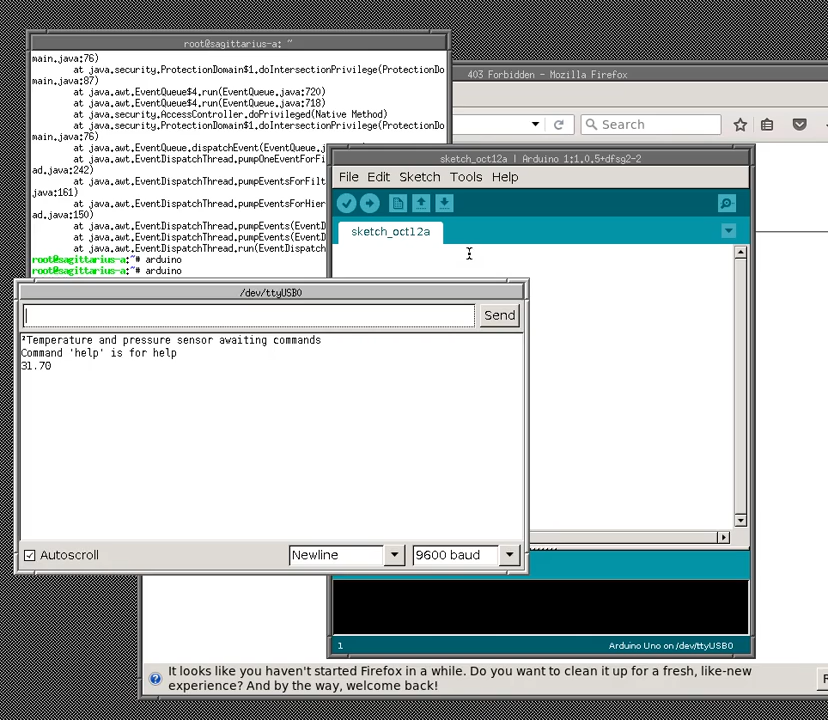 root@sagittarius-a: ~
main.java:76)
at java.security.ProtectionDomain$1.doIntersectionPrivilege(ProtectionDo
main.java:87)
at java.awt.EventQueue$4.run(EventQueue.java:720)
at java.awt.EventQueue$4.run(EventQueue.java:718)
at java.security.AccessController.doPrivileged(Native Method)
at java.security.ProtectionDomain$1.doIntersectionPrivilege(ProtectionDo
main.java:76)
at java.awt.EventQueue.dispatchEvent(EventQueue.j
at java.awt.EventDispatchThread.pumpOneEventForFi
ad.java:242)
at java.awt.EventDispatchThread.pumpEventsForFilt
java:161)
at java.awt.EventDispatchThread.pumpEventsForHier
ad.java:150)
at java.awt.EventDispatchThread.pumpEvents(EventD
at java.awt.EventDispatchThread.pumpEvents(EventD
at java.awt.EventDispatchThread.run(EventDispatch
root@sagittarius-a:~# arduino
root@sagittarius-a:~# arduino
403 Forbidden - Mozilla Firefox
Search
sketch_oct12a | Arduino 1:1.0.5+dfsg2-2
File Edit Sketch Tools Help
sketch_oct12a
/dev/ttyUSB0
Send
²Temperature and pressure sensor awaiting commands
Command 'help' is for help
31.70
Autoscroll
Newline
9600 baud
1
Arduino Uno on /dev/ttyUSB0
It looks like you haven't started Firefox in a while. Do you want to clean it up for a fresh, like-new
experience? And by the way, welcome back!